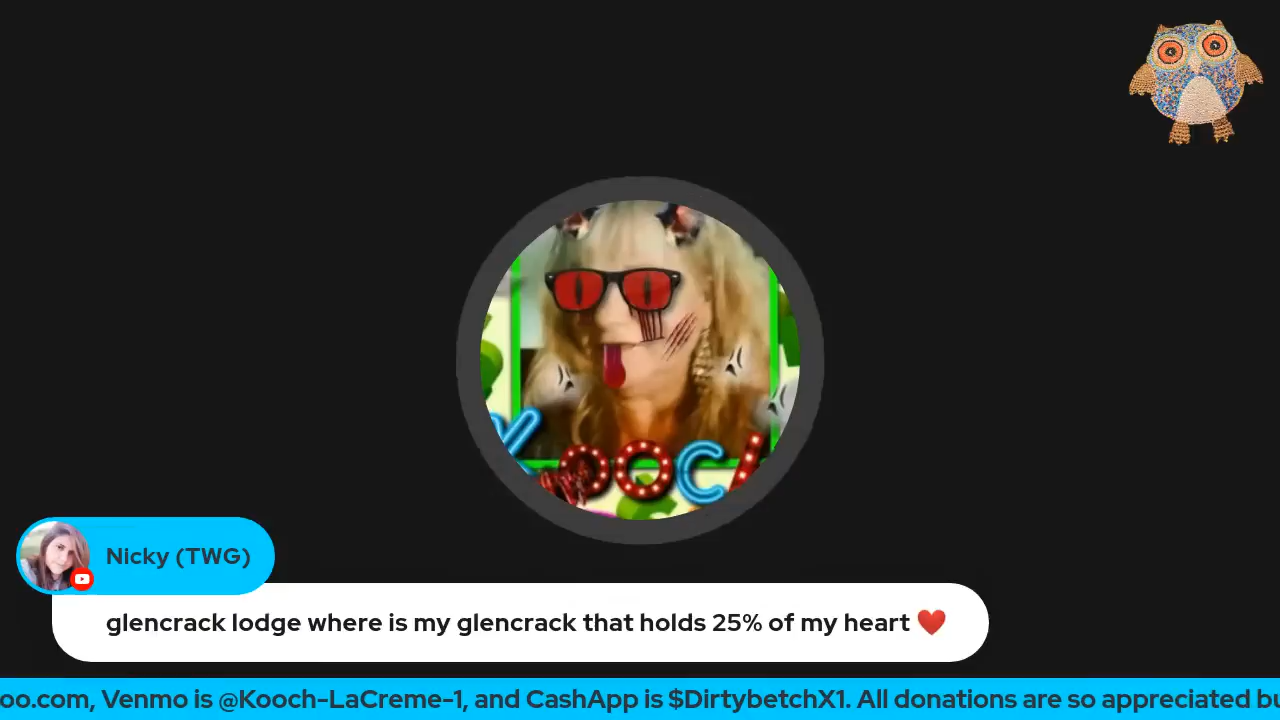 KOOCH
Nicky (TWG)
glencrack lodge where is my glencrack that holds 25% of my heart ❤️
oo.com, Venmo is @Kooch-LaCreme-1, and CashApp is $DirtybetchX1. All donations are so appreciated bu